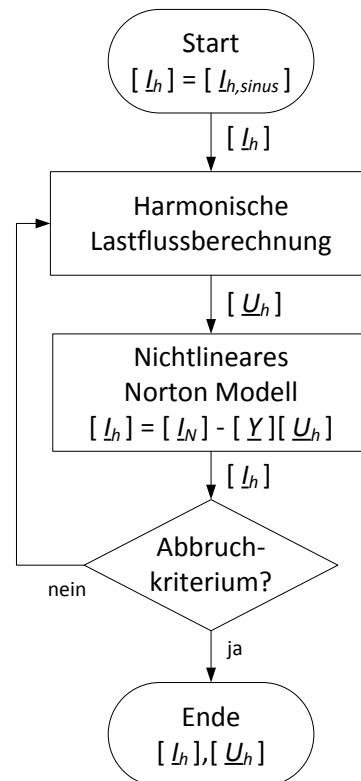 Start
[ I_h ] = [ I_h,sinus ]
[ I_h ]
Harmonische
Lastflussberechnung
[ U_h ]
Nichtlineares
Norton Modell
[ I_h ] = [ I_N ] - [ Y ][ U_h ]
[ I_h ]
Abbruch-
kriterium?
nein
ja
Ende
[ I_h ],[ U_h ]